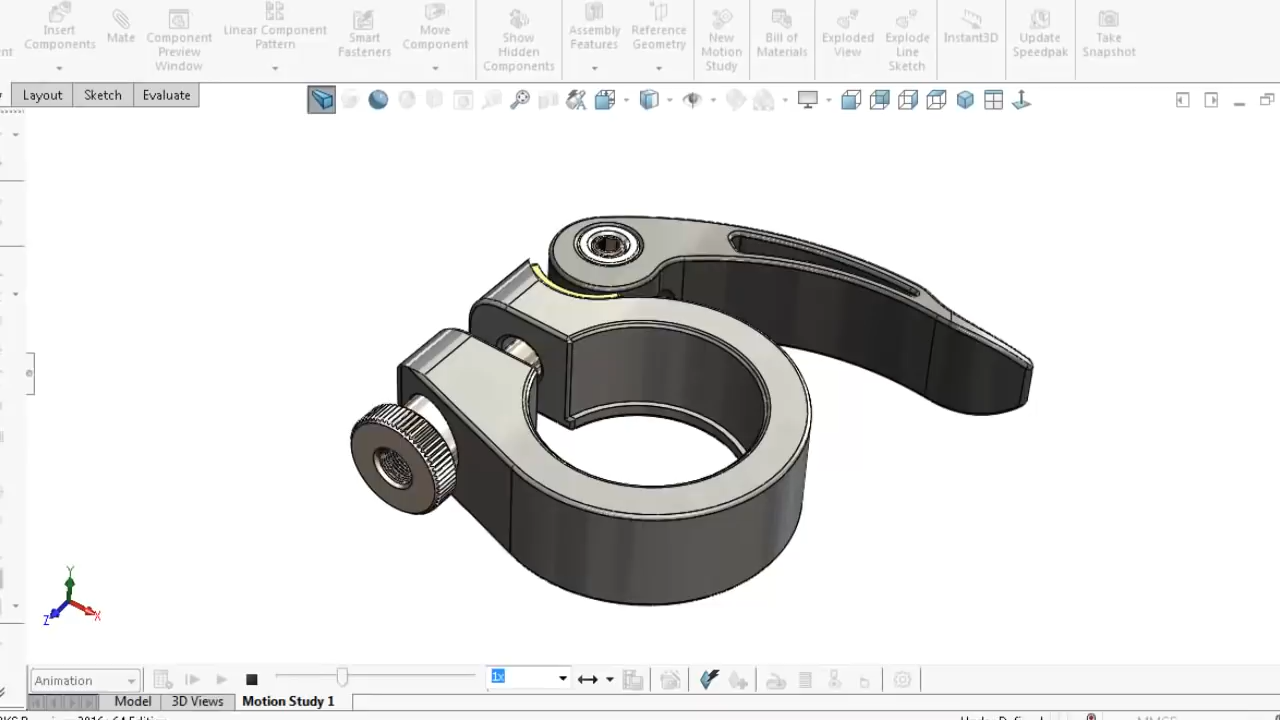 Insert
Components
Mate
Component
Preview
Window
Linear Component
Pattern
Smart
Fasteners
Move
Component
Show
Hidden
Components
Assembly
Features
Reference
Geometry
New
Motion
Study
Bill of
Materials
Exploded
View
Explode
Line
Sketch
Instant3D
Update
Speedpak
Take
Snapshot
Layout
Sketch
Evaluate
Y
Z
X
Animation
1x
Model
3D Views
Motion Study 1